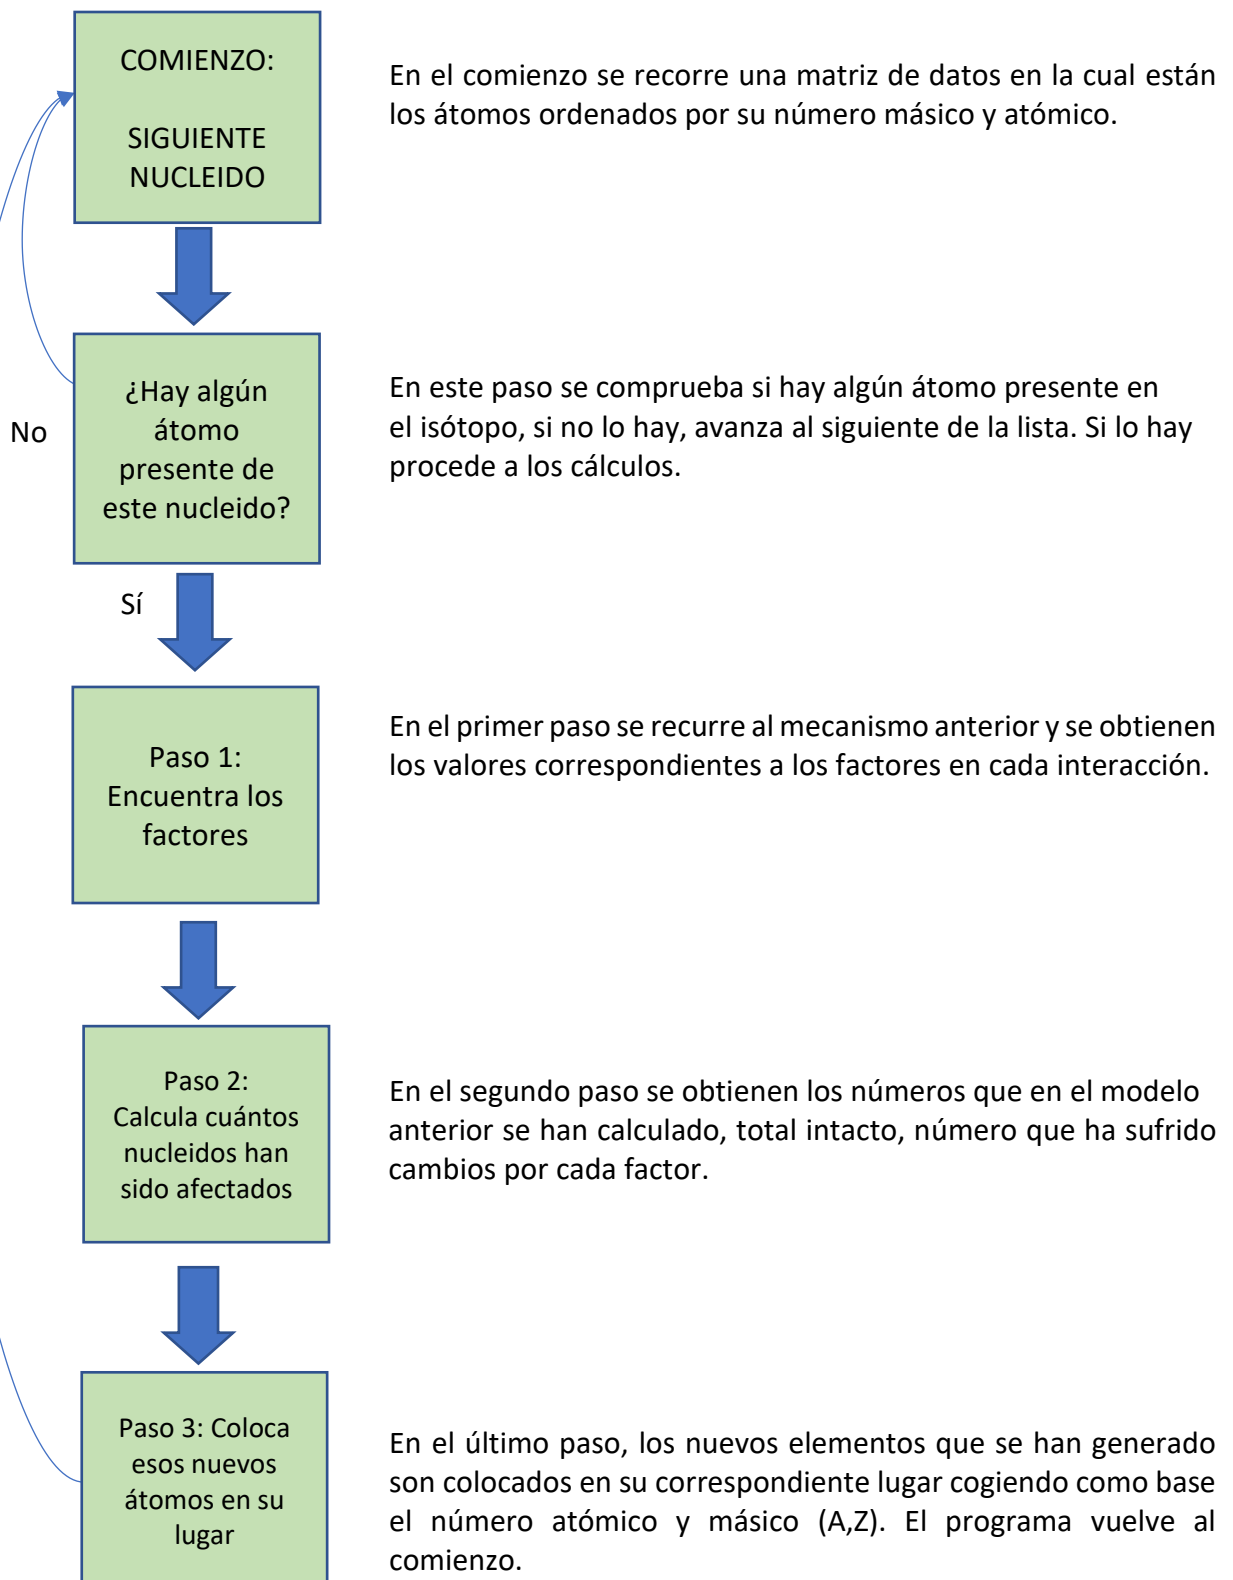 COMIENZO:
SIGUIENTE
NUCLEIDO
En el comienzo se recorre una matriz de datos en la cual están
los átomos ordenados por su número másico y atómico.
¿Hay algún
átomo
presente de
este nucleido?
No
En este paso se comprueba si hay algún átomo presente en
el isótopo, si no lo hay, avanza al siguiente de la lista. Si lo hay
procede a los cálculos.
Sí
Paso 1:
Encuentra los
factores
En el primer paso se recurre al mecanismo anterior y se obtienen
los valores correspondientes a los factores en cada interacción.
Paso 2:
Calcula cuántos
nucleidos han
sido afectados
En el segundo paso se obtienen los números que en el modelo
anterior se han calculado, total intacto, número que ha sufrido
cambios por cada factor.
Paso 3: Coloca
esos nuevos
átomos en su
lugar
En el último paso, los nuevos elementos que se han generado
son colocados en su correspondiente lugar cogiendo como base
el número atómico y másico (A,Z). El programa vuelve al
comienzo.